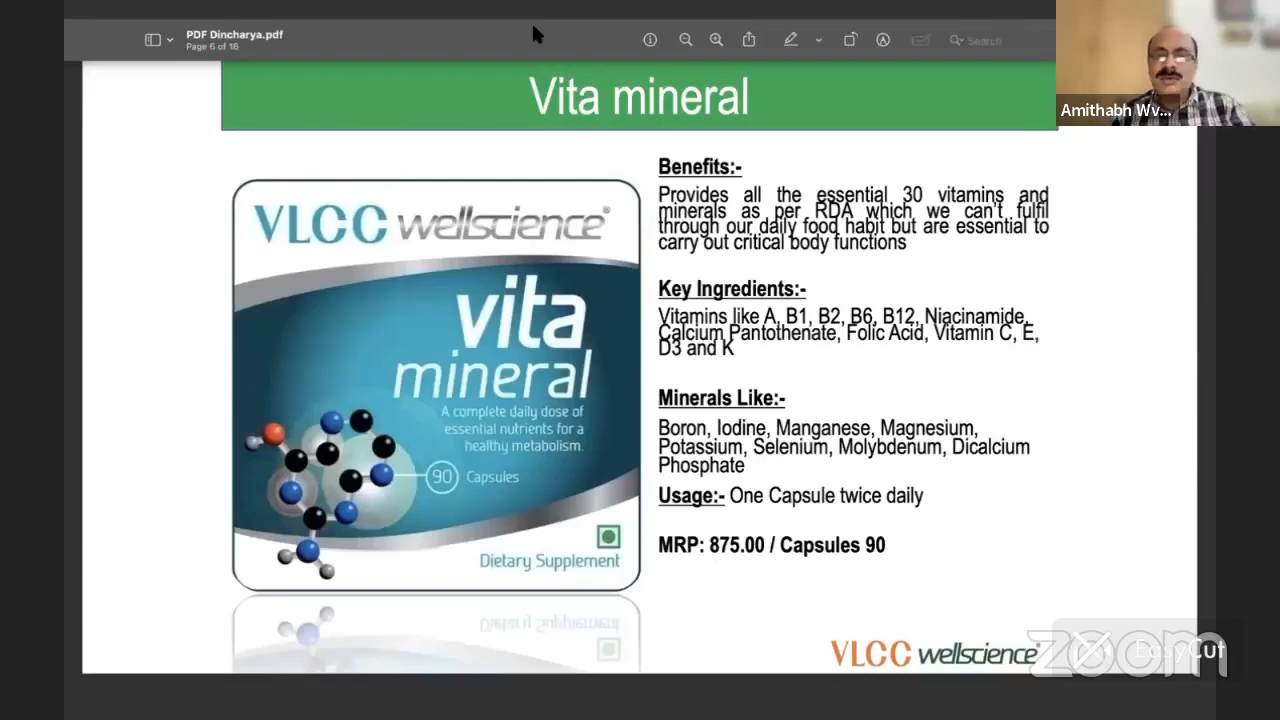 PDF Dincharya.pdf
Page 6 of 16
Search
Amithabh Wv...
Vita mineral
VLCC wellscience®
vita
mineral
A complete daily dose of
essential nutrients for a
healthy metabolism.
90 Capsules
Dietary Supplement
Benefits:-
Provides all the essential 30 vitamins and
minerals as per RDA which we can't fulfil
through our daily food habit but are essential to
carry out critical body functions
Key Ingredients:-
Vitamins like A, B1, B2, B6, B12, Niacinamide,
Calcium Pantothenate, Folic Acid, Vitamin C, E,
D3 and K
Minerals Like:-
Boron, Iodine, Manganese, Magnesium,
Potassium, Selenium, Molybdenum, Dicalcium
Phosphate
Usage:- One Capsule twice daily
MRP: 875.00 / Capsules 90
VLCC wellscience
zoom
EasyCut